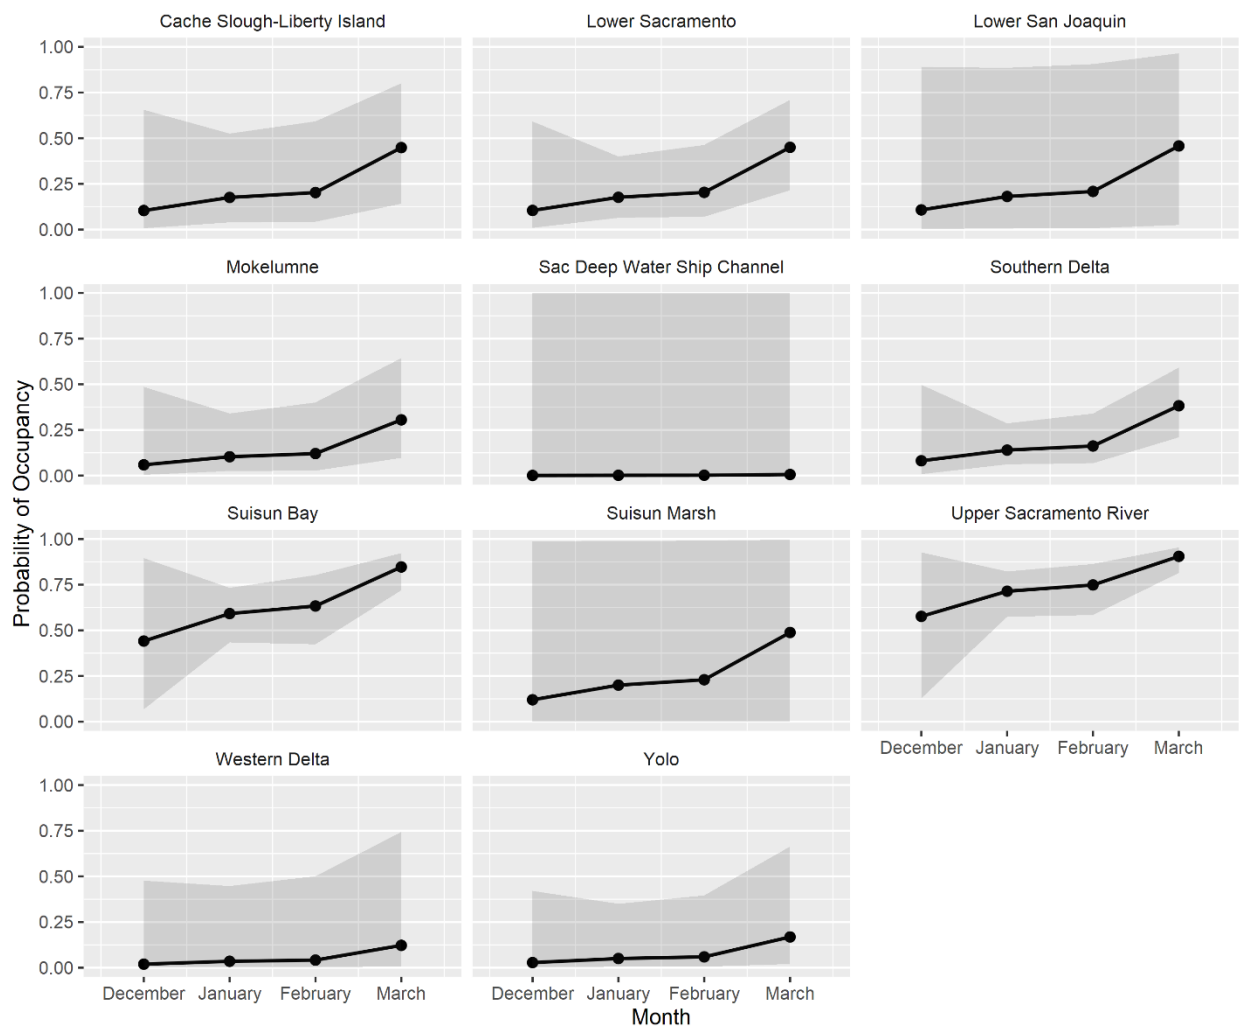 Cache Slough-Liberty Island
Lower Sacramento
Lower San Joaquin
1.00
0.75
0.50
0.25
0.00
Mokelumne
Sac Deep Water Ship Channel
Southern Delta
1.00
0.75
0.50
0.25
0.00
Probability of Occupancy
Suisun Bay
Suisun Marsh
Upper Sacramento River
1.00
0.75
0.50
0.25
0.00
December January February March
Western Delta
Yolo
1.00
0.75
0.50
0.25
0.00
December January February March
December January February March
Month